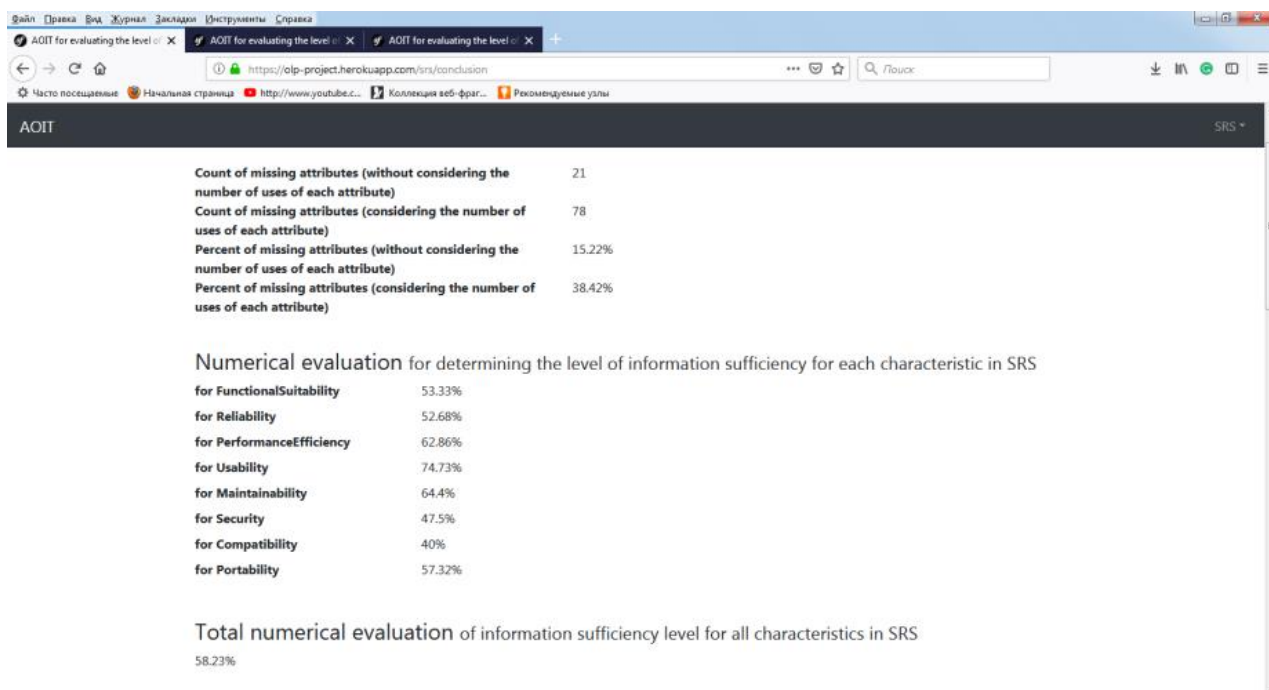 Файл Правка Вид Журнал Закладки Инструменты Справка
AOIT for evaluating the level of AOIT for evaluating the level of AOIT for evaluating the level of
https://olp-project.herokuapp.com/srs/conclusion Поиск
Часто посещаемые Начальная страница http://www.youtube.c... Коллекция веб-фраг... Рекомендуемые узлы
AOIT SRS
Count of missing attributes (without considering the 21
number of uses of each attribute)
Count of missing attributes (considering the number of 78
uses of each attribute)
Percent of missing attributes (without considering the 15.22%
number of uses of each attribute)
Percent of missing attributes (considering the number of 38.42%
uses of each attribute)
Numerical evaluation for determining the level of information sufficiency for each characteristic in SRS
for FunctionalSuitability 53.33%
for Reliability 52.68%
for PerformanceEfficiency 62.86%
for Usability 74.73%
for Maintainability 64.4%
for Security 47.5%
for Compatibility 40%
for Portability 57.32%
Total numerical evaluation of information sufficiency level for all characteristics in SRS
58.23%